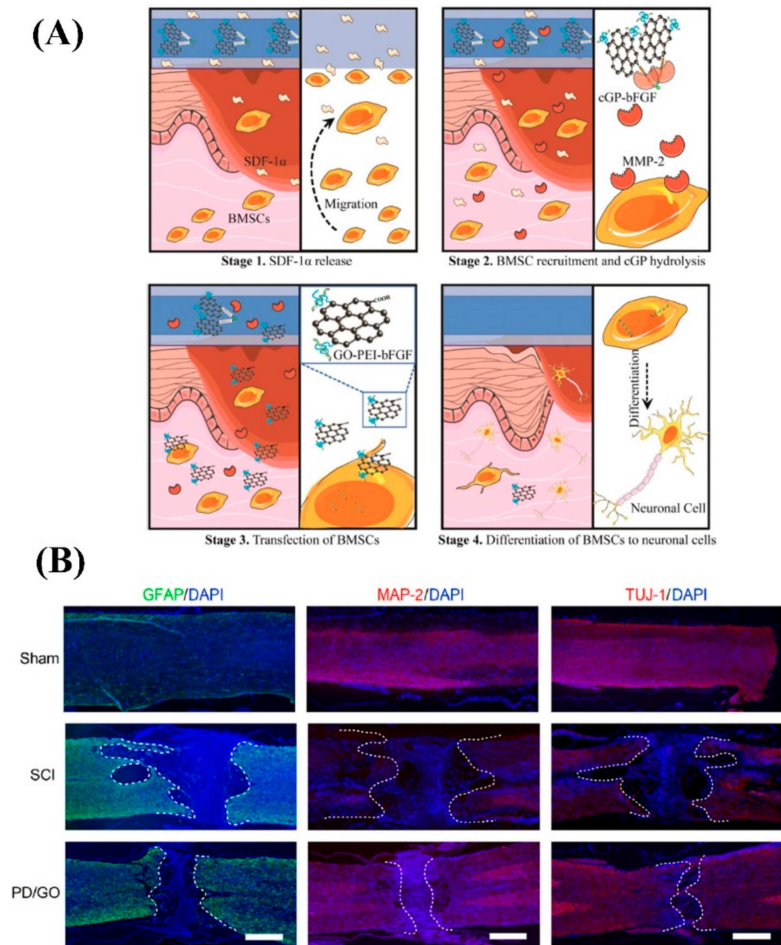 (A)
cGP-bFGF
SDF-1α
MMP-2
Migration
BMSCs
Stage 1. SDF-1α release
Stage 2. BMSC recruitment and cGP hydrolysis
COOH
GO-PEI-bFGF
Differentiation
Neuronal Cell
Stage 3. Transfection of BMSCs
Stage 4. Differentiation of BMSCs to neuronal cells
(B)
GFAP/DAPI
MAP-2/DAPI
TUJ-1/DAPI
Sham
SCI
PD/GO